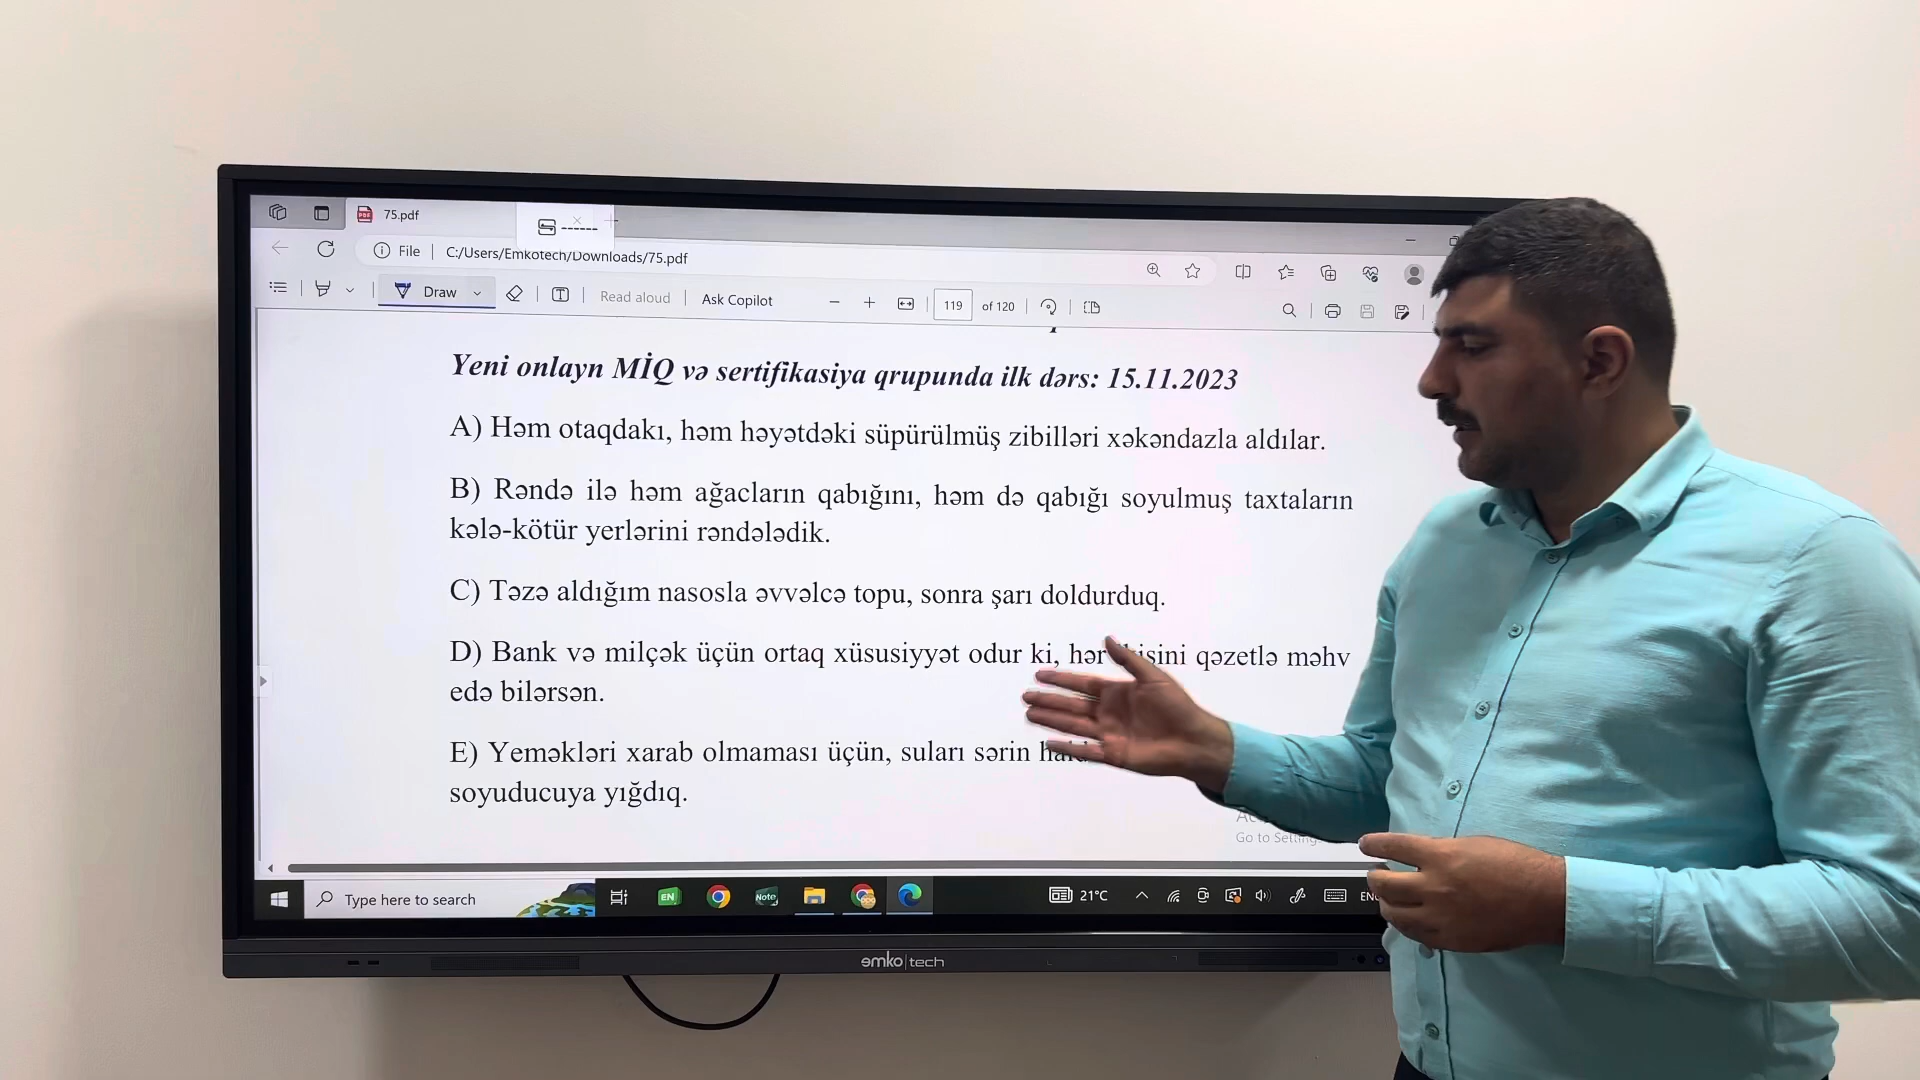 75.pdf
File
C:/Users/Emkotech/Downloads/75.pdf
Draw
Read aloud
Ask Copilot
119 of 120
Yeni onlayn MİQ və sertifikasiya qrupunda ilk dərs: 15.11.2023
A) Həm otaqdakı, həm həyətdəki süpürülmüş zibilləri xəkəndazla aldılar.
B) Rəndə ilə həm ağacların qabığını, həm də qabığı soyulmuş taxtaların
kələ-kötür yerlərini rəndələdik.
C) Təzə aldığım nasosla əvvəlcə topu, sonra şarı doldurduq.
D) Bank və milçək üçün ortaq xüsusiyyət odur ki, hər qəzetlə məhv
edə bilərsən.
E) Yeməkləri xarab olmaması üçün, suları sərin
soyuducuya yığdıq.
Go to
Type here to search
EN
Note
21°C
emko|tech